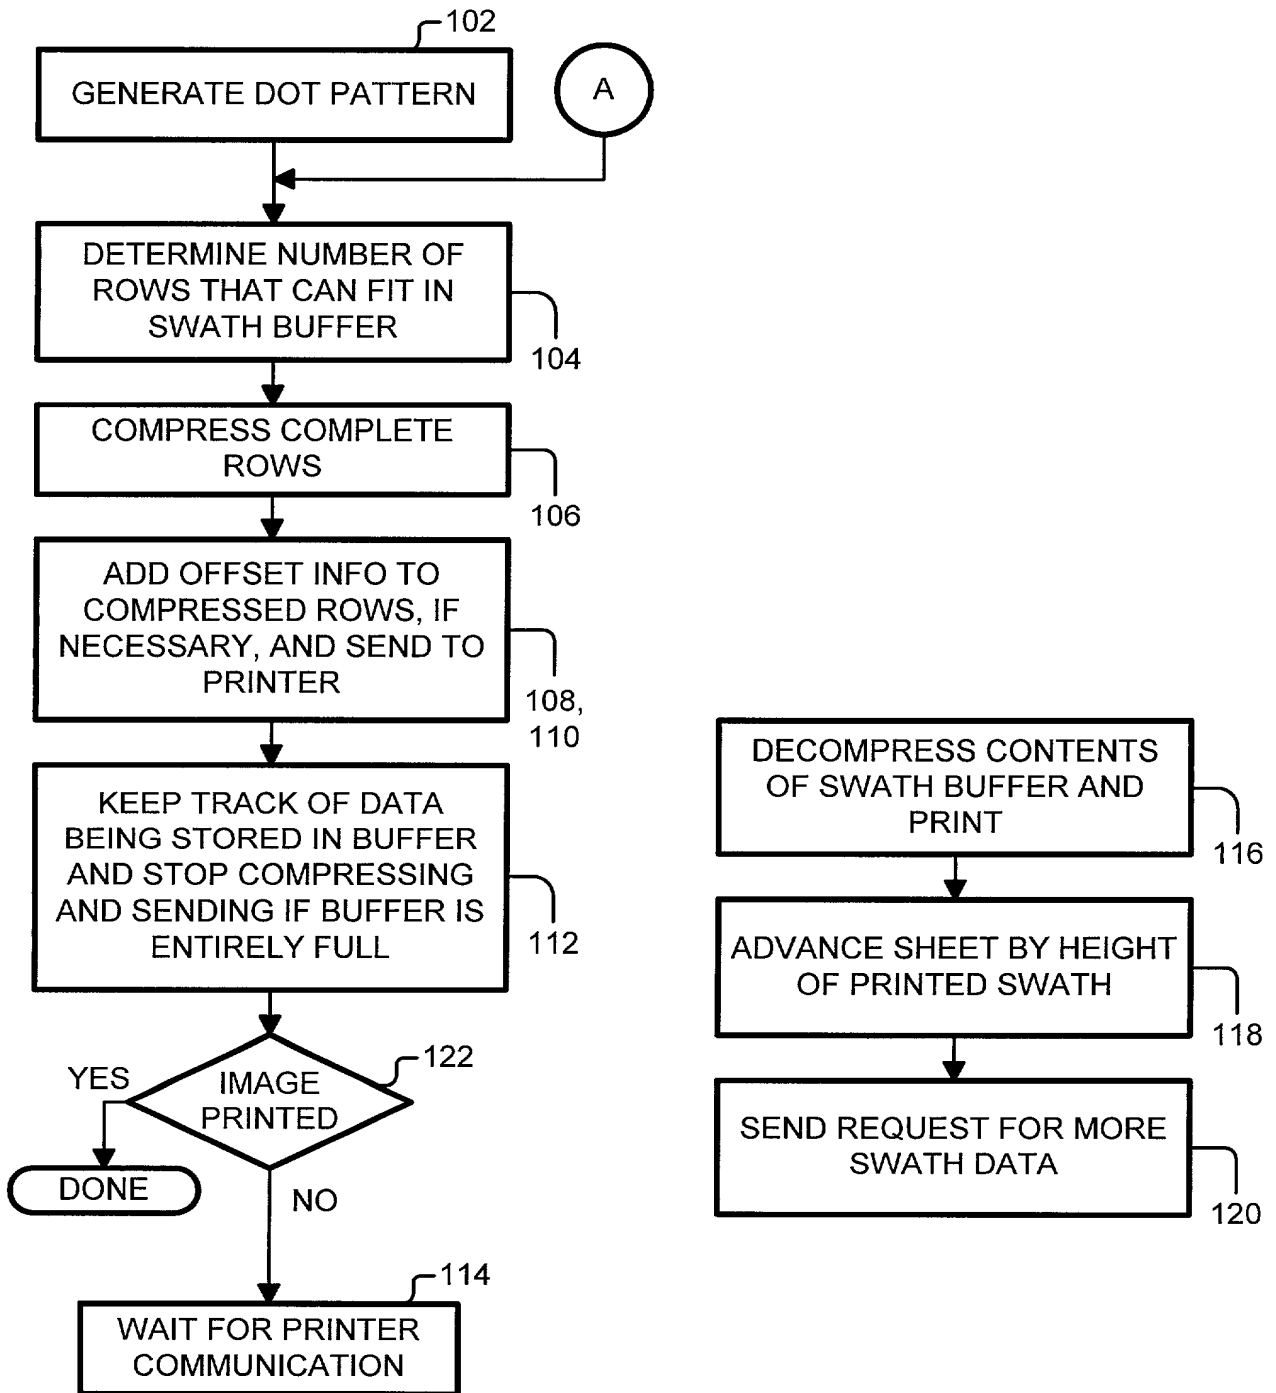 102
GENERATE DOT PATTERN
A
DETERMINE NUMBER OF
ROWS THAT CAN FIT IN
SWATH BUFFER
104
COMPRESS COMPLETE
ROWS
106
ADD OFFSET INFO TO
COMPRESSED ROWS, IF
NECESSARY, AND SEND TO
PRINTER
108,
110
KEEP TRACK OF DATA
BEING STORED IN BUFFER
AND STOP COMPRESSING
AND SENDING IF BUFFER IS
ENTIRELY FULL
112
122
YES
IMAGE
PRINTED
DONE
NO
114
WAIT FOR PRINTER
COMMUNICATION
DECOMPRESS CONTENTS
OF SWATH BUFFER AND
PRINT
116
ADVANCE SHEET BY HEIGHT
OF PRINTED SWATH
118
SEND REQUEST FOR MORE
SWATH DATA
120